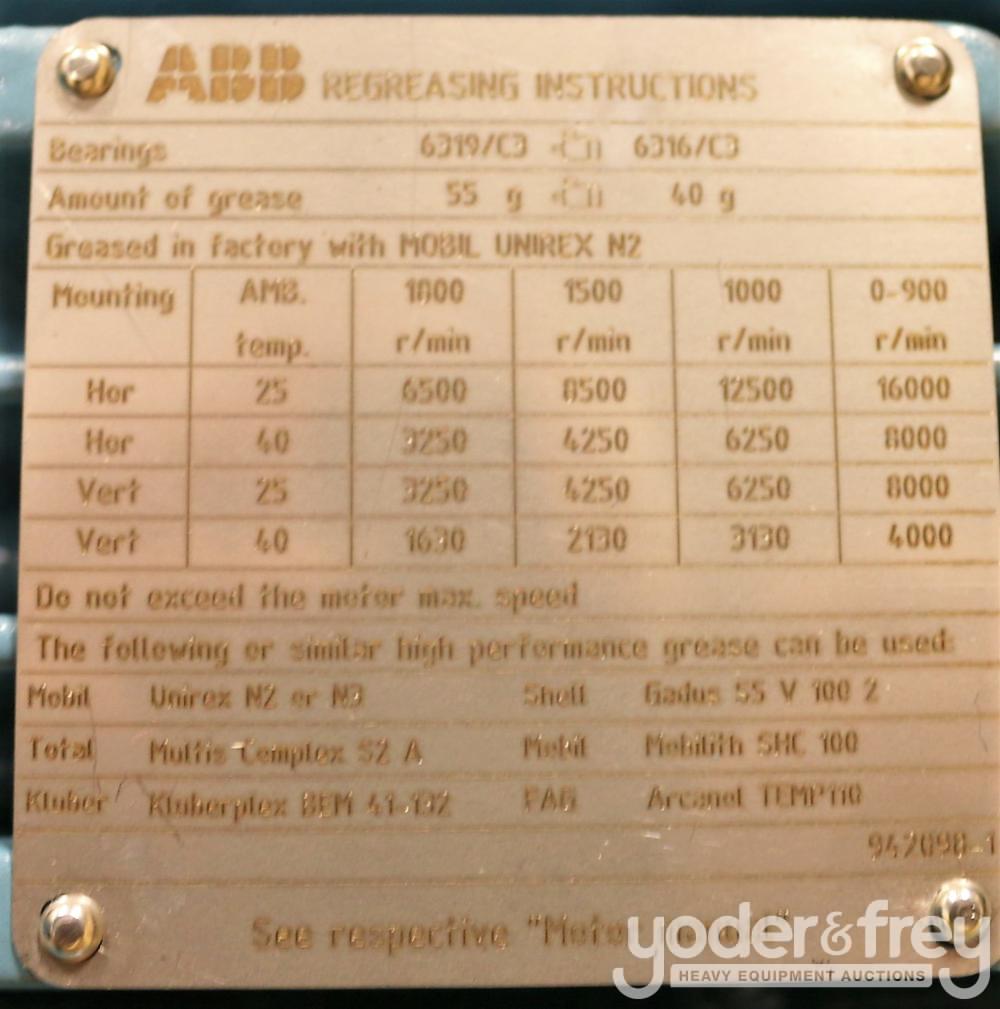 ABB REGREASING INSTRUCTIONS
Bearings 6319/C3 6316/C3
Amount of grease 55 g 40 g
Greased in factory with MOBIL UNIREX N2
Mounting AMB. 1800 1500 1000 0-900
temp. r/min r/min r/min r/min
Hor 25 6500 8500 12500 16000
Hor 40 3250 4250 6250 8000
Vert 25 3250 4250 6250 8000
Vert 40 1630 2130 3130 4000
Do not exceed the motor max. speed
The following or similar high performance grease can be used:
Mobil Unirex N2 or N3 Shell Gadus S5 V 100 2
Total Multis Complex S2 A Mobil Mobilith SHC 100
Kluber Kluberplex BEM 41-132 FAG Arcanol TEMP110
942098-1
See respective "Motor
yoder&frey
HEAVY EQUIPMENT AUCTIONS